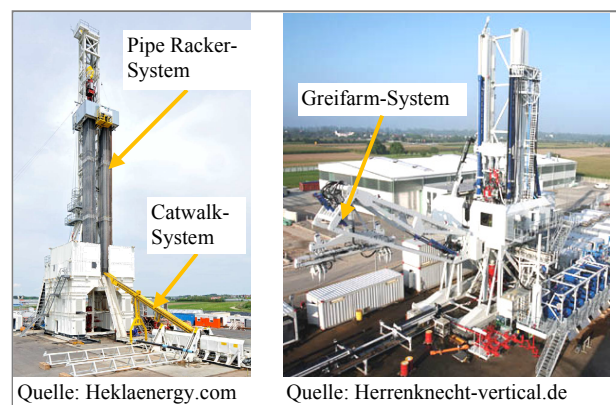 Pipe Racker-
System
Catwalk-
System
Greifarm-System
Quelle: Heklaenergy.com
Quelle: Herrenknecht-vertical.de